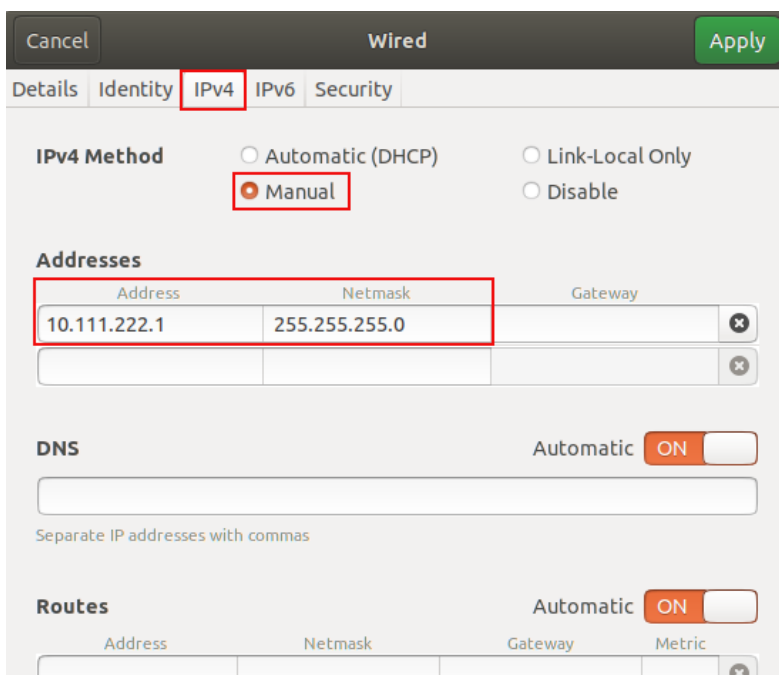 Cancel Wired Apply
Details Identity IPv4 IPv6 Security
IPv4 Method Automatic (DHCP) Link-Local Only
Manual Disable
Addresses
Address Netmask Gateway
10.111.222.1 255.255.255.0
DNS Automatic ON
Separate IP addresses with commas
Routes Automatic ON
Address Netmask Gateway Metric